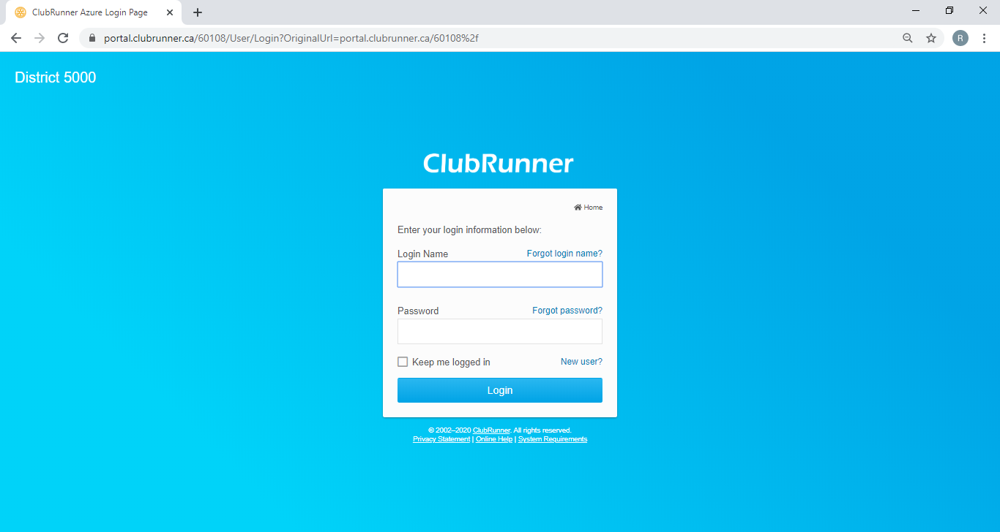 ClubRunner Azure Login Page
portal.clubrunner.ca/60108/User/Login?OriginalUrl=portal.clubrunner.ca/60108%2f
R
District 5000
ClubRunner
Home
Enter your login information below:
Login Name Forgot login name?
Password Forgot password?
Keep me logged in New user?
Login
© 2002–2020 ClubRunner. All rights reserved.
Privacy Statement | Online Help | System Requirements